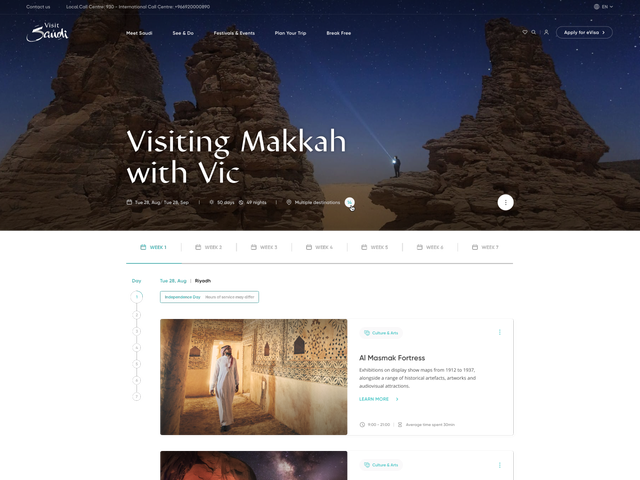 Contact us
Local Call Centre: 930 - International Call Centre: +966920000890
EN
Visit
Saudi
Meet Saudi
See & Do
Festivals & Events
Plan Your Trip
Break Free
Apply for eVisa
Visiting Makkah
with Vic
Tue 28, Aug - Tue 28, Sep
50 days
49 nights
Multiple destinations
WEEK 1
WEEK 2
WEEK 3
WEEK 4
WEEK 5
WEEK 6
WEEK 7
Day
Tue 28, Aug
Riyadh
1
Independence Day
Hours of service may differ
2
3
4
5
6
7
Culture & Arts
Al Masmak Fortress
Exhibitions on display show maps from 1912 to 1937,
alongside a range of historical artefacts, artworks and
audiovisual attractions.
LEARN MORE
9:00 - 21:00
Average time spent 30min
Culture & Arts